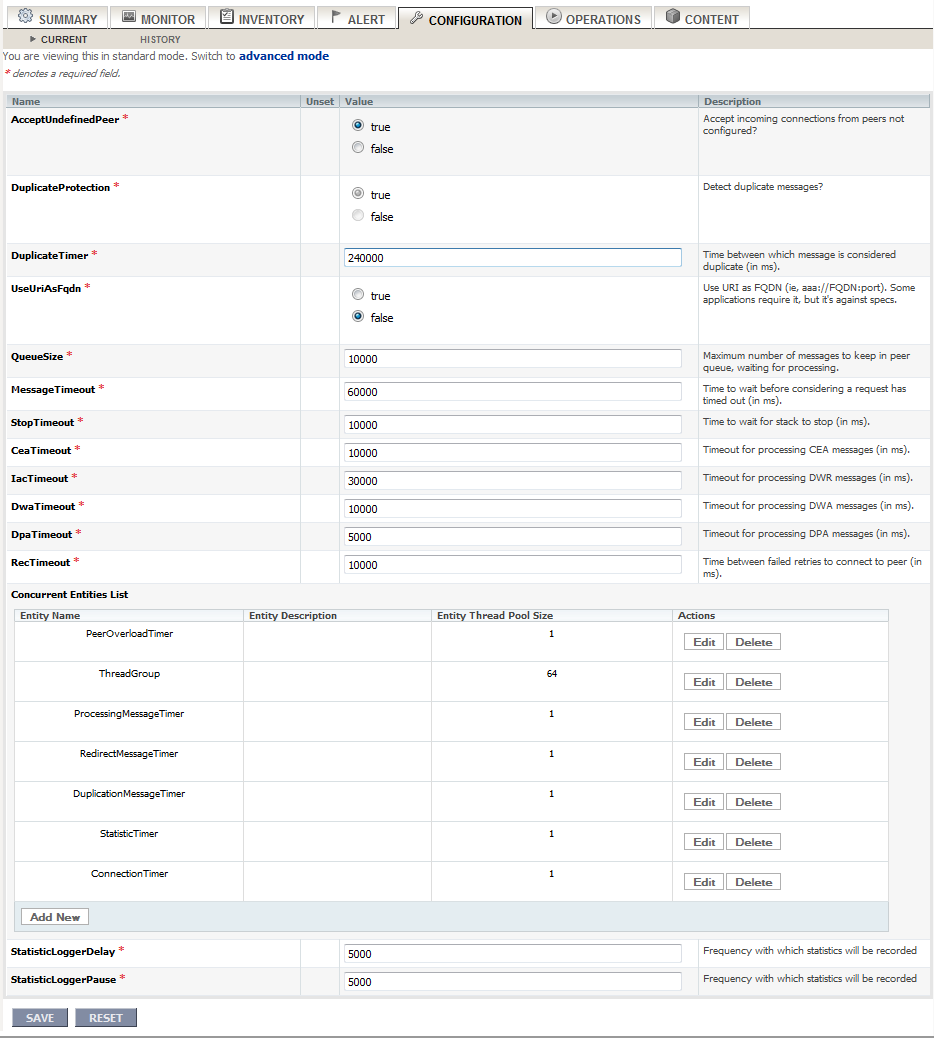 SUMMARY MONITOR INVENTORY ALERT CONFIGURATION OPERATIONS CONTENT
CURRENT HISTORY
You are viewing this in standard mode. Switch to advanced mode
* denotes a required field.
Name Unset Value Description
AcceptUndefinedPeer * true Accept incoming connections from peers not
configured?
false
DuplicateProtection * true Detect duplicate messages?
false
DuplicateTimer * 240000 Time between which message is considered
duplicate (in ms).
UseUriAsFqdn * true Use URI as FQDN (ie, aaa://FQDN:port). Some
applications require it, but it's against specs.
false
QueueSize * 10000 Maximum number of messages to keep in peer
queue, waiting for processing.
MessageTimeout * 60000 Time to wait before considering a request has
timed out (in ms).
StopTimeout * 10000 Time to wait for stack to stop (in ms).
CeaTimeout * 10000 Timeout for processing CEA messages (in ms).
IacTimeout * 30000 Timeout for processing DWR messages (in ms).
DwaTimeout * 10000 Timeout for processing DWA messages (in ms).
DpaTimeout * 5000 Timeout for processing DPA messages (in ms).
RecTimeout * 10000 Time between failed retries to connect to peer (in
ms).
Concurrent Entities List
Entity Name Entity Description Entity Thread Pool Size Actions
PeerOverloadTimer 1 Edit Delete
ThreadGroup 64 Edit Delete
ProcessingMessageTimer 1 Edit Delete
RedirectMessageTimer 1 Edit Delete
DuplicationMessageTimer 1 Edit Delete
StatisticTimer 1 Edit Delete
ConnectionTimer 1 Edit Delete
Add New
StatisticLoggerDelay * 5000 Frequency with which statistics will be recorded
StatisticLoggerPause * 5000 Frequency with which statistics will be recorded
SAVE RESET